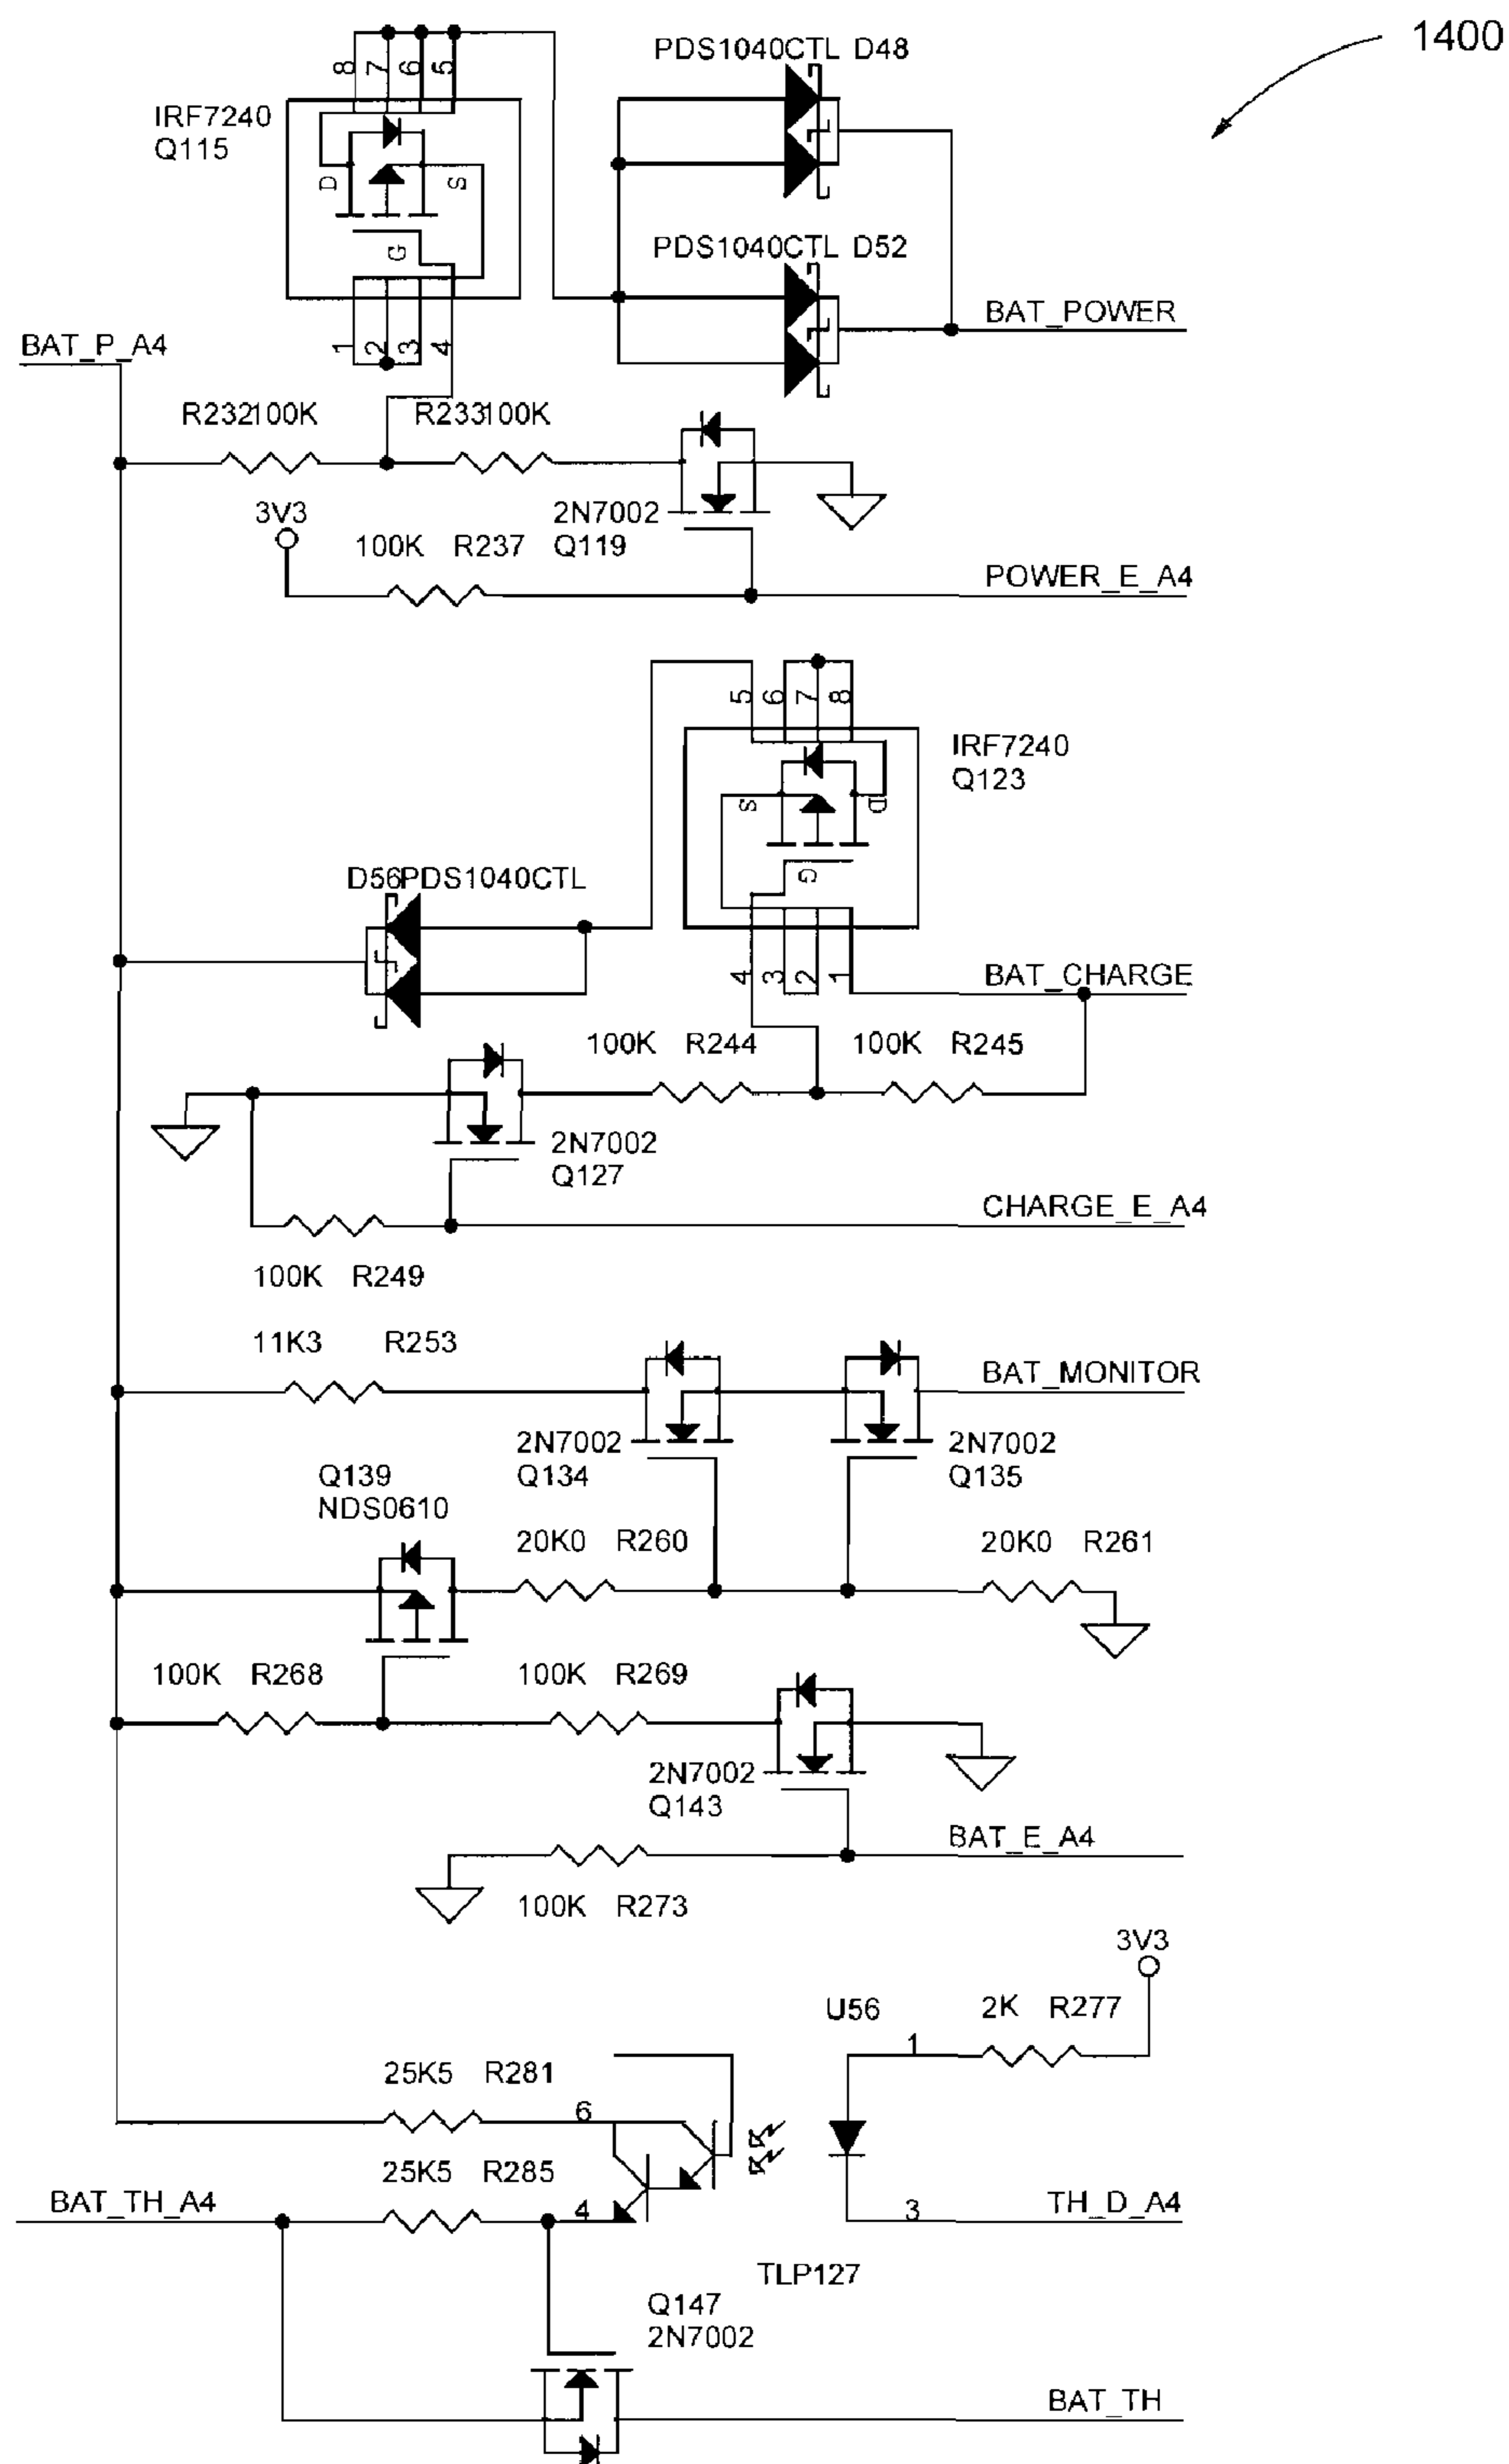 1400
PDS1040CTL D48
8 7 6 5
IRF7240
Q115
D S
G
PDS1040CTL D52
BAT_POWER
1 2 3 4
BAT_P_A4
R232100K R233100K
3V3
2N7002
Q119
100K R237
POWER_E_A4
5 6 7 8
IRF7240
Q123
S D
G
D56PDS1040CTL
4 3 2 1
BAT_CHARGE
100K R244 100K R245
2N7002
Q127
CHARGE_E_A4
100K R249
11K3 R253
BAT_MONITOR
2N7002
Q134
2N7002
Q135
Q139
NDS0610
20K0 R260 20K0 R261
100K R268 100K R269
2N7002
Q143
BAT_E_A4
100K R273
3V3
U56 2K R277
1
25K5 R281
6
25K5 R285
BAT_TH_A4
4
3
TH_D_A4
TLP127
Q147
2N7002
BAT_TH